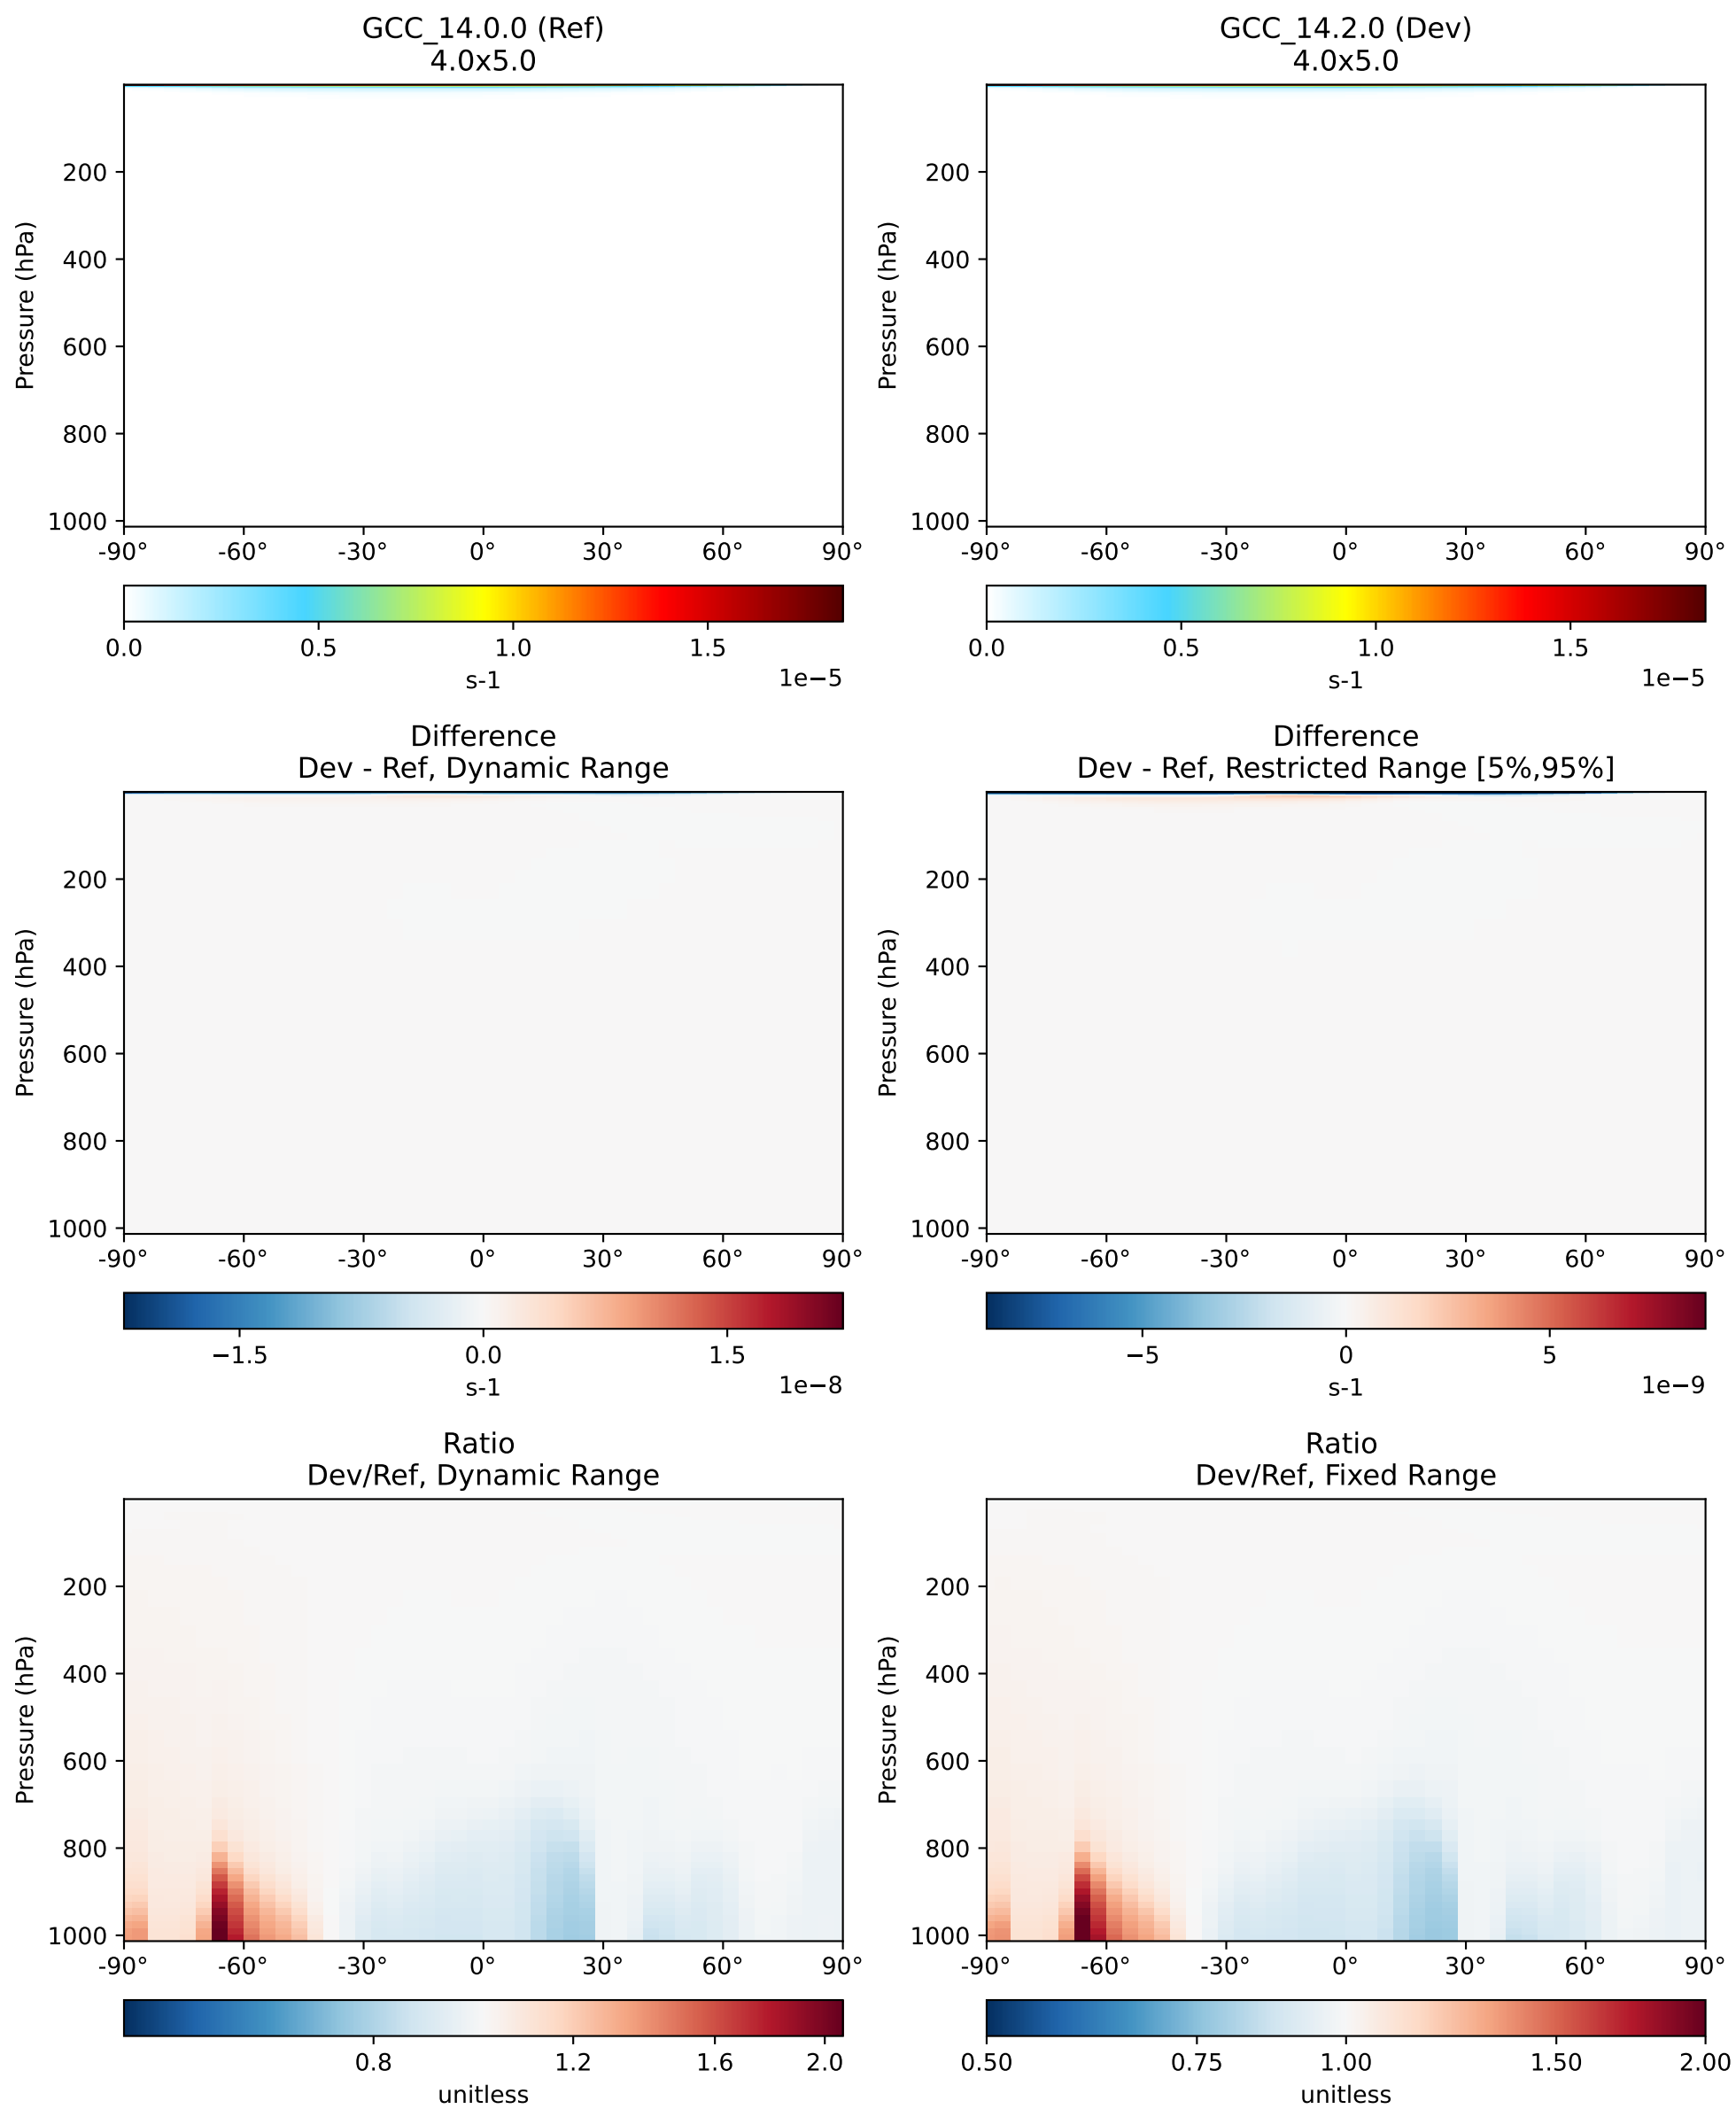 GCC_14.0.0 (Ref)
4.0x5.0
Pressure (hPa)
200
400
600
800
1000
-90° -60° -30° 0° 30° 60° 90°
0.0 0.5 1.0 1.5
s-1
1e−5
GCC_14.2.0 (Dev)
4.0x5.0
Pressure (hPa)
200
400
600
800
1000
-90° -60° -30° 0° 30° 60° 90°
0.0 0.5 1.0 1.5
s-1
1e−5
Difference
Dev - Ref, Dynamic Range
Pressure (hPa)
200
400
600
800
1000
-90° -60° -30° 0° 30° 60° 90°
−1.5 0.0 1.5
s-1
1e−8
Difference
Dev - Ref, Restricted Range [5%,95%]
Pressure (hPa)
200
400
600
800
1000
-90° -60° -30° 0° 30° 60° 90°
−5 0 5
s-1
1e−9
Ratio
Dev/Ref, Dynamic Range
Pressure (hPa)
200
400
600
800
1000
-90° -60° -30° 0° 30° 60° 90°
0.8 1.2 1.6 2.0
unitless
Ratio
Dev/Ref, Fixed Range
Pressure (hPa)
200
400
600
800
1000
-90° -60° -30° 0° 30° 60° 90°
0.50 0.75 1.00 1.50 2.00
unitless